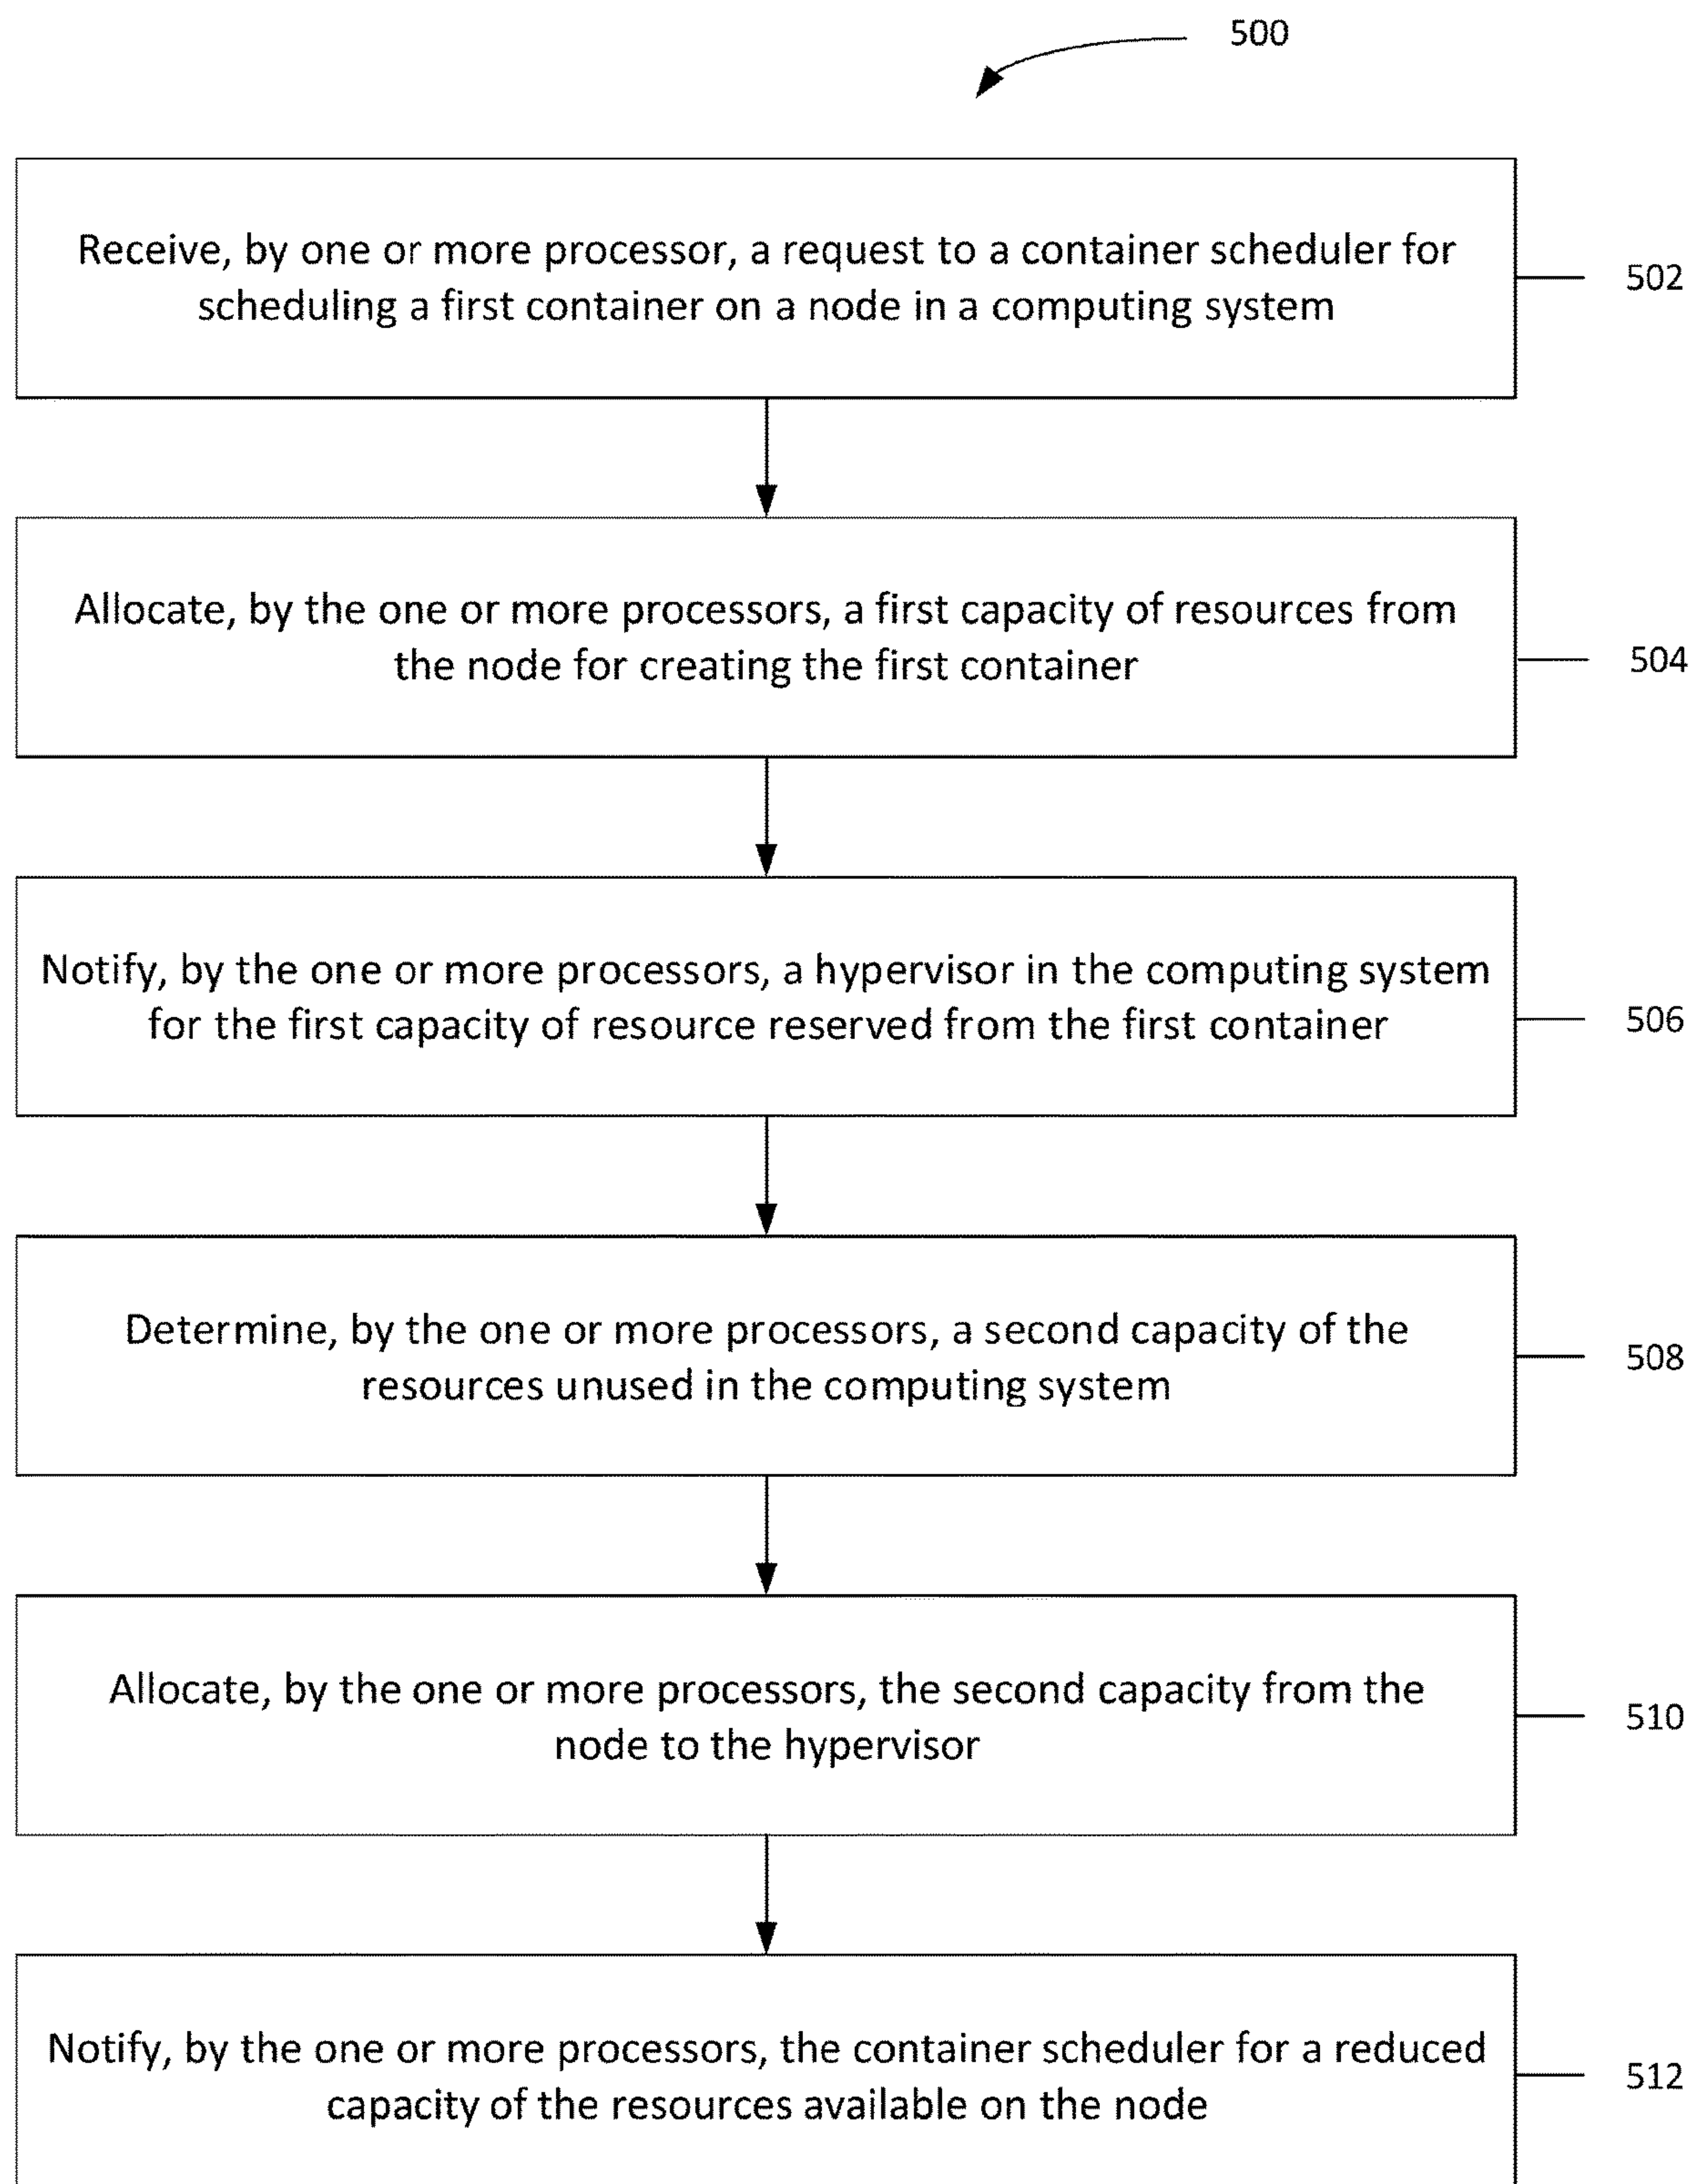 500
Receive, by one or more processor, a request to a container scheduler for
scheduling a first container on a node in a computing system
502
Allocate, by the one or more processors, a first capacity of resources from
the node for creating the first container
504
Notify, by the one or more processors, a hypervisor in the computing system
for the first capacity of resource reserved from the first container
506
Determine, by the one or more processors, a second capacity of the
resources unused in the computing system
508
Allocate, by the one or more processors, the second capacity from the
node to the hypervisor
510
Notify, by the one or more processors, the container scheduler for a reduced
capacity of the resources available on the node
512